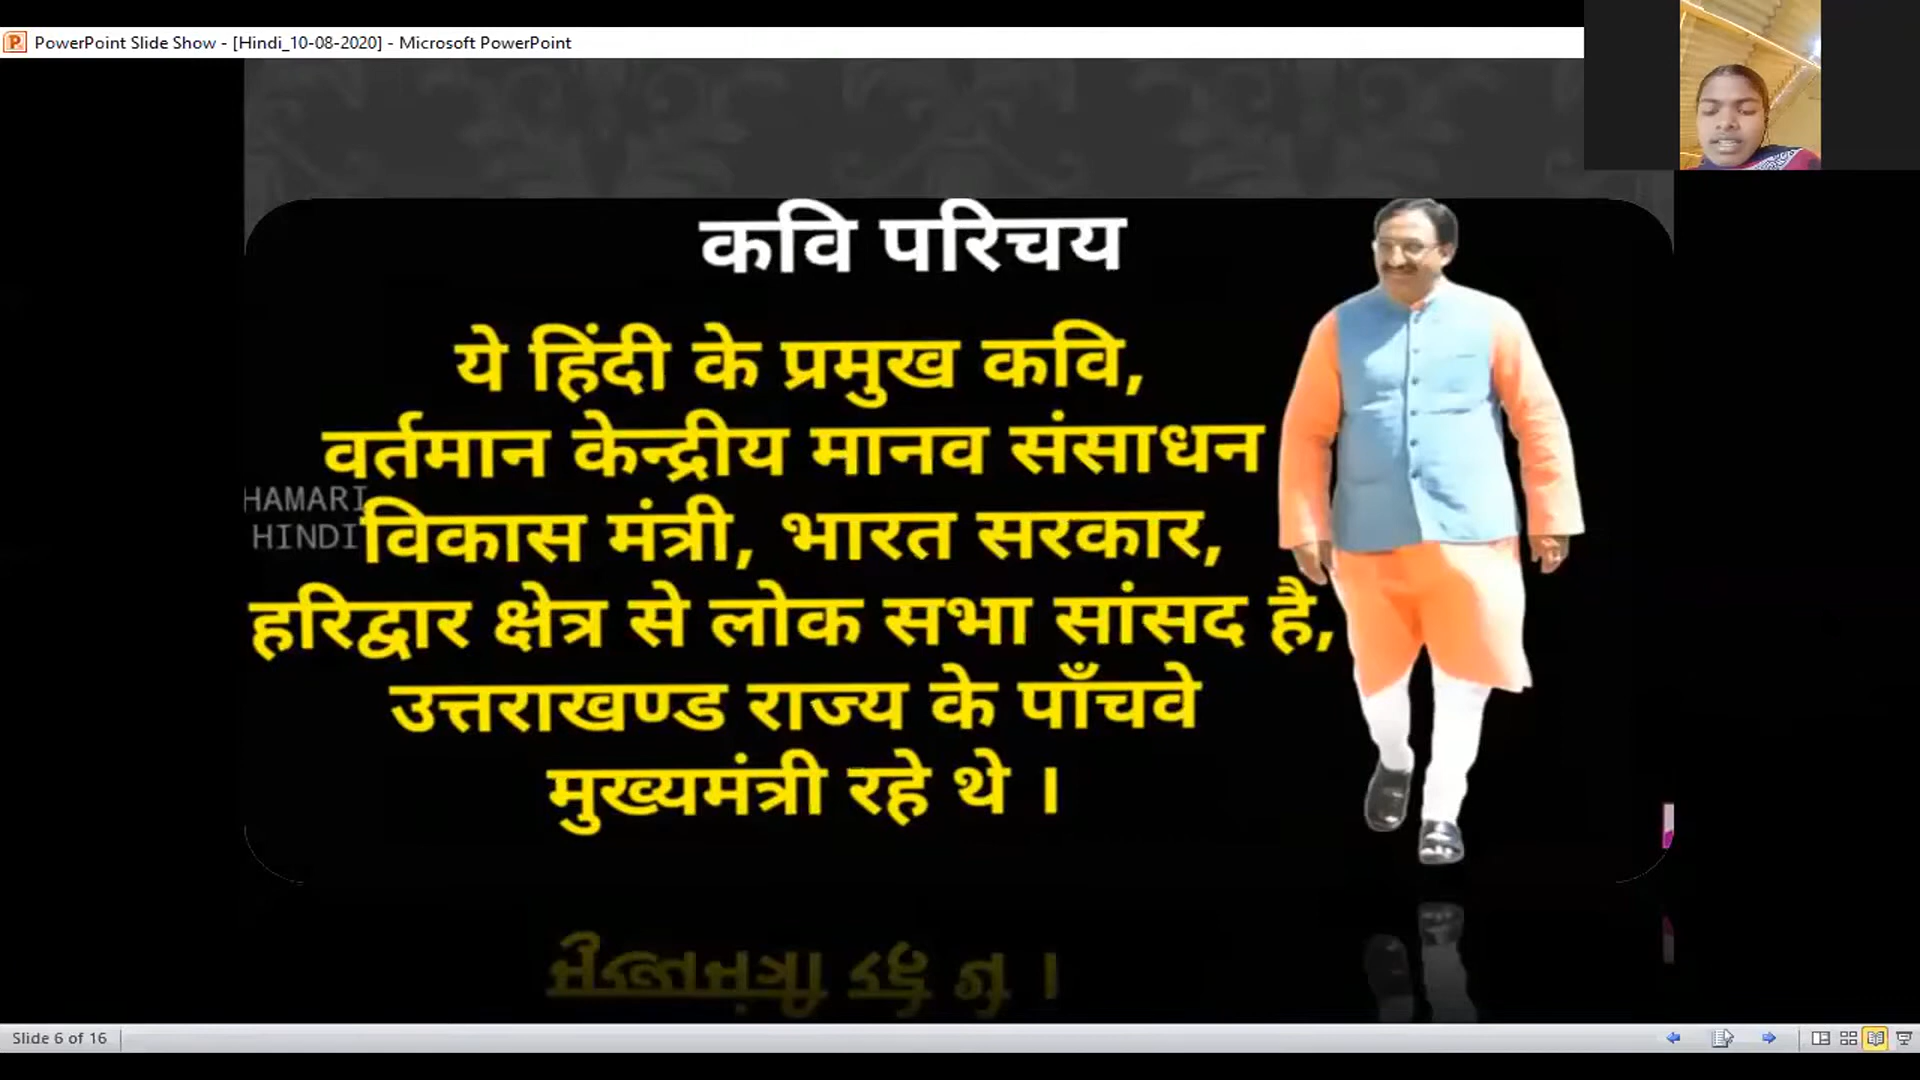 PowerPoint Slide Show - [Hindi_10-08-2020] - Microsoft PowerPoint
कवि परिचय
ये हिंदी के प्रमुख कवि,
वर्तमान केन्द्रीय मानव संसाधन
विकास मंत्री, भारत सरकार,
हरिद्वार क्षेत्र से लोक सभा सांसद है,
उत्तराखण्ड राज्य के पाँचवे
मुख्यमंत्री रहे थे ।
HAMARI
HINDI
Slide 6 of 16